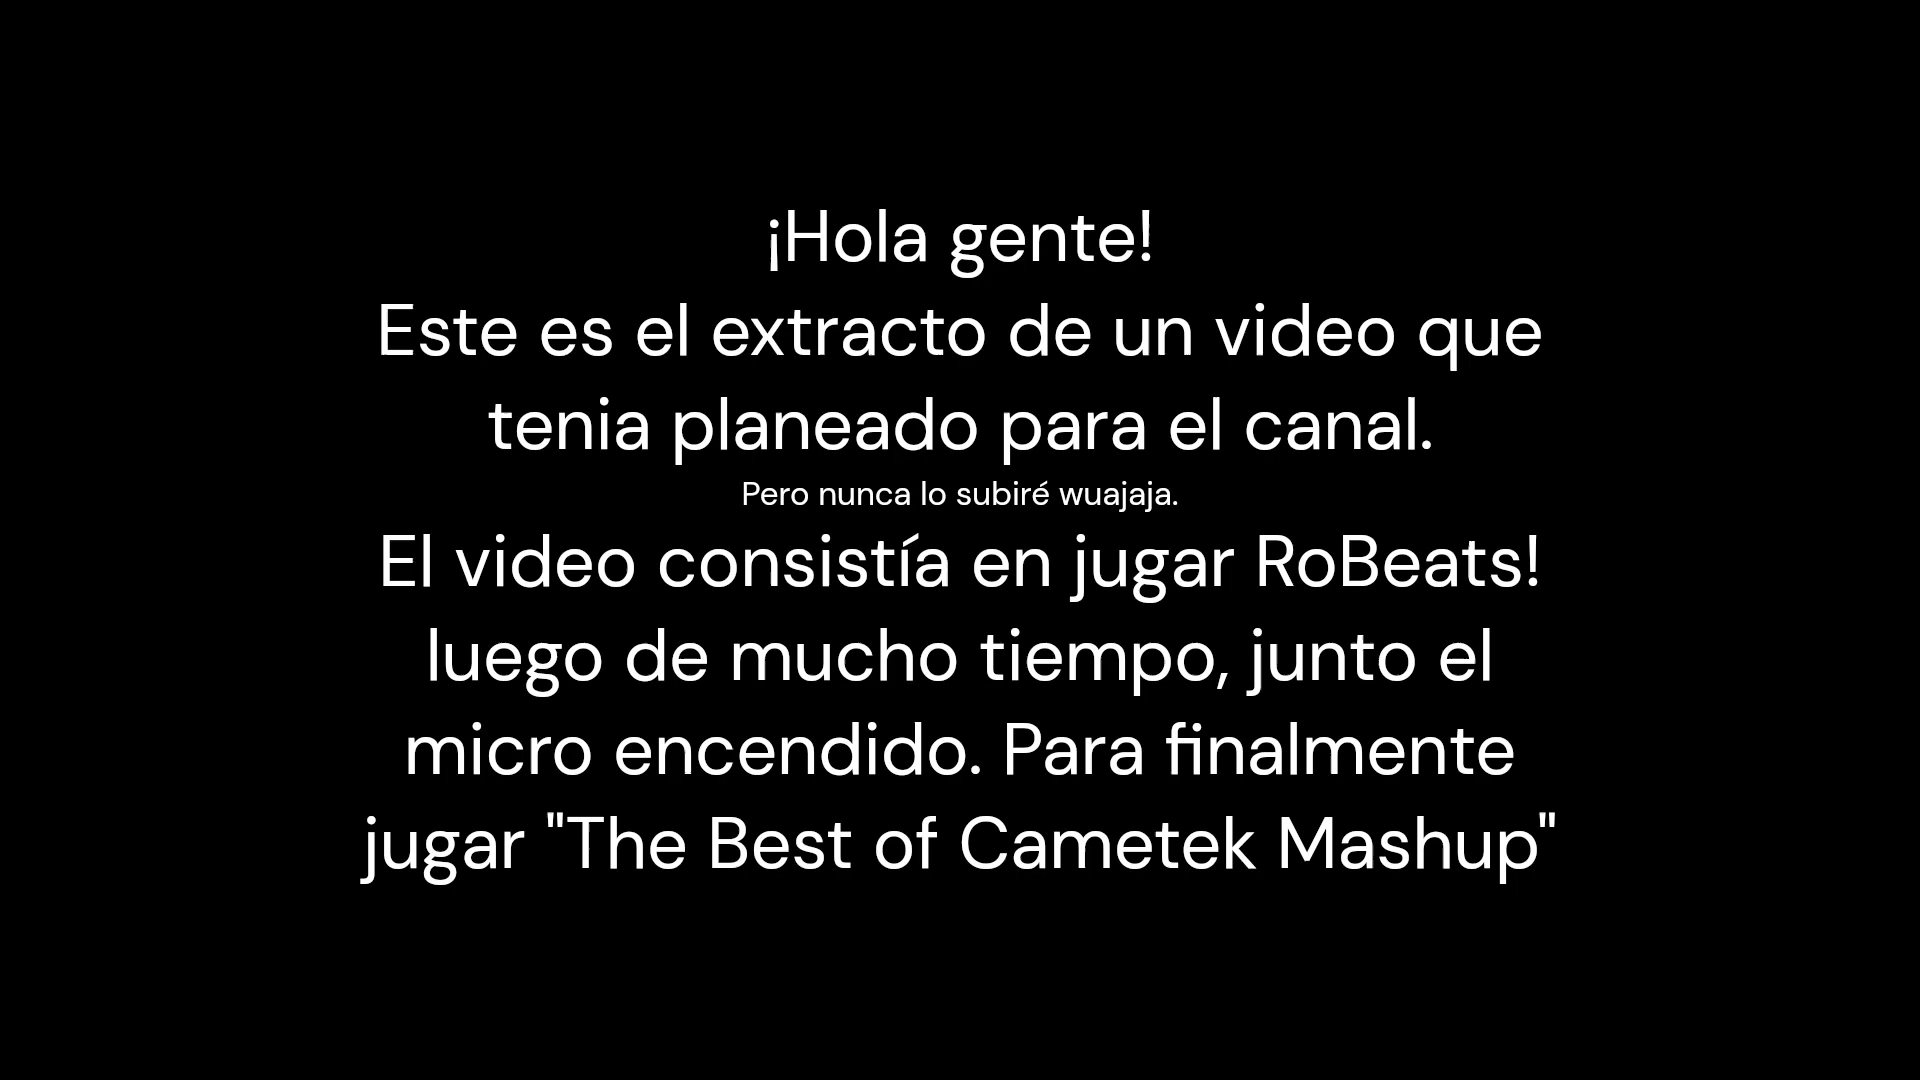 ¡Hola gente!
Este es el extracto de un video que
tenia planeado para el canal.
Pero nunca lo subiré wuajaja.
El video consistía en jugar RoBeats!
luego de mucho tiempo, junto el
micro encendido. Para finalmente
jugar "The Best of Cametek Mashup"